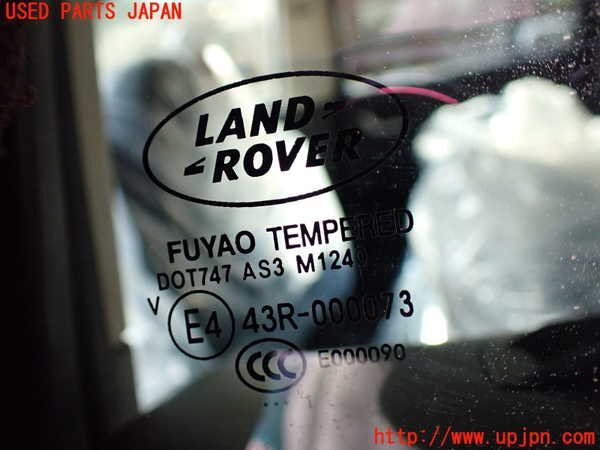 USED PARTS JAPAN
LAND
ROVER
FUYAO TEMPERED
DOT747 AS3 M1240
V E4 43R-000073
CCC E000090
...
http://www.upjpn.com/